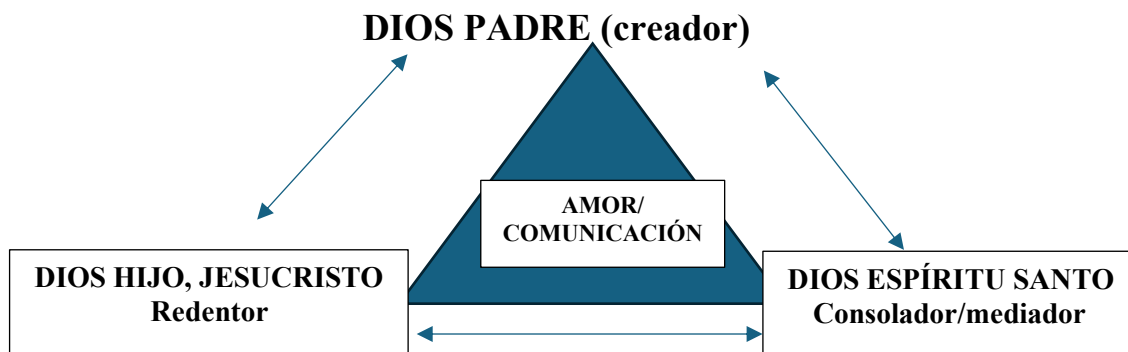 DIOS PADRE (creador)
AMOR/
COMUNICACIÓN
DIOS HIJO, JESUCRISTO
Redentor
DIOS ESPÍRITU SANTO
Consolador/mediador